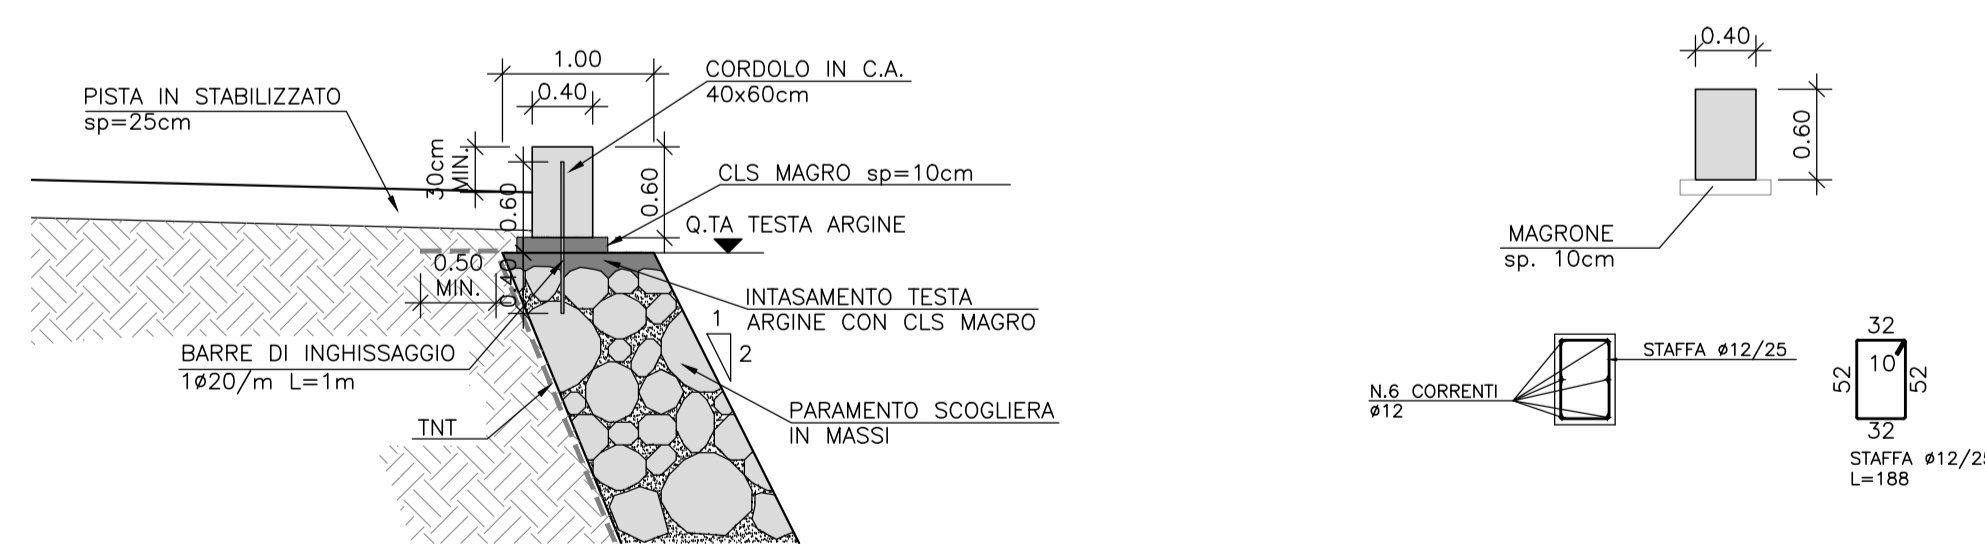 PISTA IN STABILIZZATO
sp=25cm
1.00
0.40
CORDOLO IN C.A.
40x60cm
30cm
MIN.
0.60
0.60
CLS MAGRO sp=10cm
Q.TA TESTA ARGINE
0.50
MIN.
0.40
INTASAMENTO TESTA
ARGINE CON CLS MAGRO
1
2
BARRE DI INGHISSAGGIO
1ø20/m L=1m
TNT
PARAMENTO SCOGLIERA
IN MASSI
0.40
0.60
MAGRONE
sp. 10cm
STAFFA ø12/25
N.6 CORRENTI
ø12
32
10
52
52
32
STAFFA ø12/25
L=188